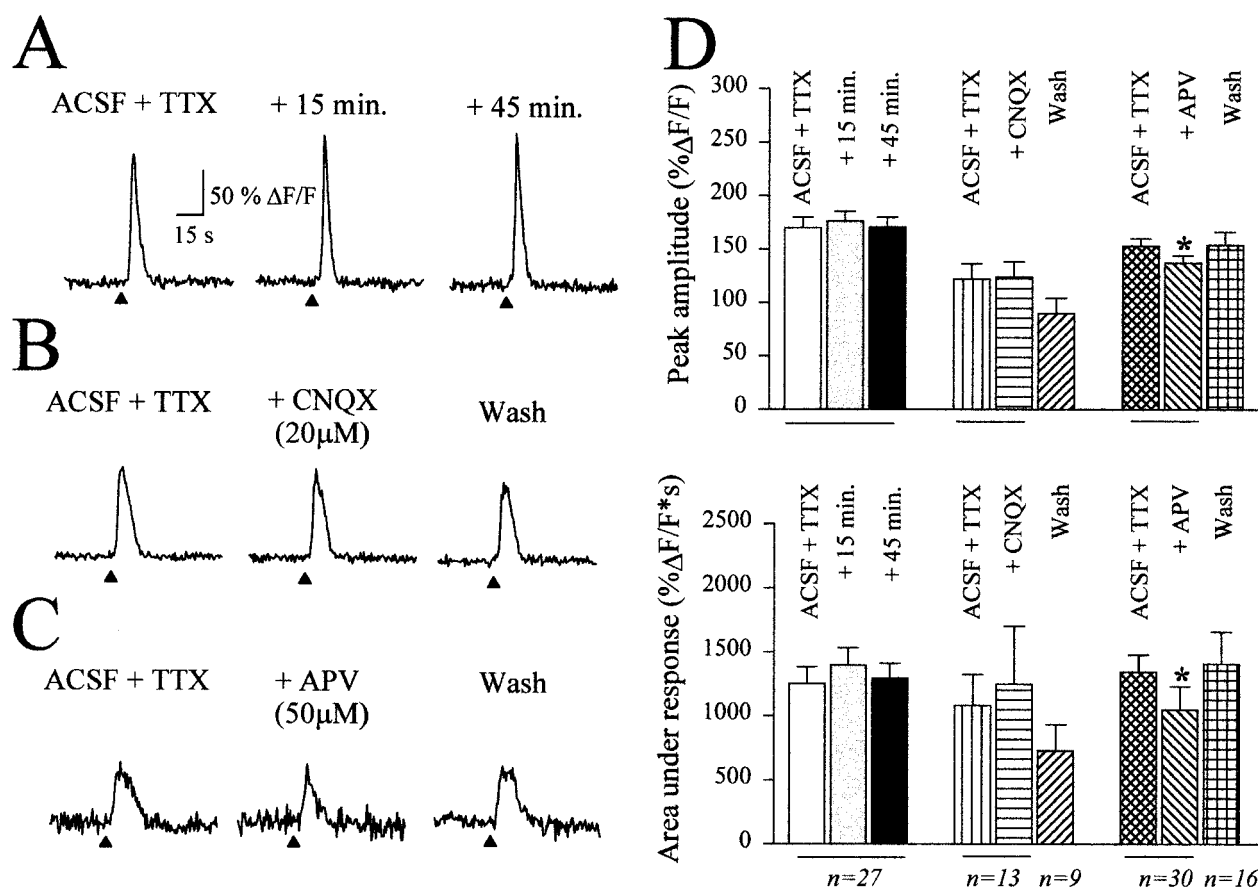 A
ACSF + TTX
+ 15 min.
+ 45 min.
50 % ΔF/F
15 s
B
ACSF + TTX
+ CNQX
(20μM)
Wash
C
ACSF + TTX
+ APV
(50μM)
Wash
D
Peak amplitude (%ΔF/F)
300
250
200
150
100
50
0
ACSF + TTX
+ 15 min.
+ 45 min.
ACSF + TTX
+ CNQX
Wash
ACSF + TTX
+ APV
Wash
*
Area under response (%ΔF/F*s)
2500
2000
1500
1000
500
0
ACSF + TTX
+ 15 min.
+ 45 min.
ACSF + TTX
+ CNQX
Wash
ACSF + TTX
+ APV
Wash
*
n=27
n=13
n=9
n=30
n=16